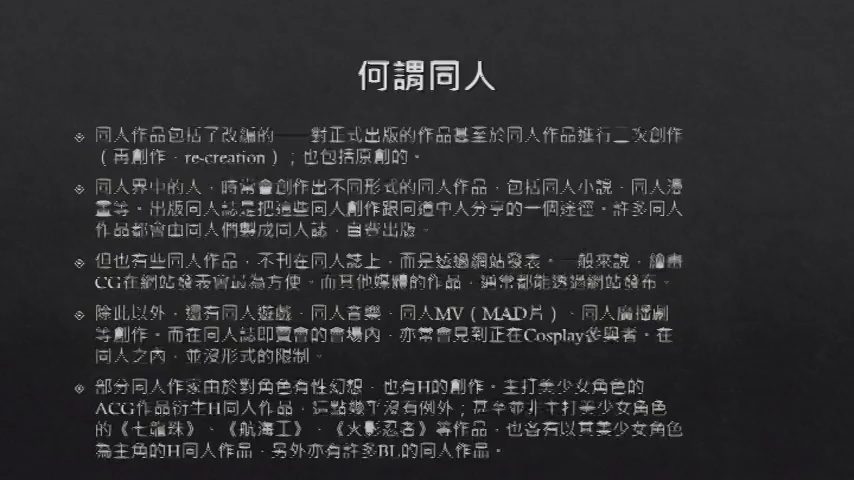 何謂同人
同人作品包括了改編的——對正式出版的作品甚至於同人作品進行二次創作
（再創作，re-creation）；也包括原創的。
同人界中的人，時常會創作出不同形式的同人作品，包括同人小說、同人漫
畫等。出版同人誌是把這些同人創作跟同道中人分享的一個途徑。許多同人
作品都會由同人們製成同人誌，自費出版。
但也有些同人作品，不刊在同人誌上，而是透過網站發表。一般來說，繪畫
CG在網站發表會最為方便。而其他媒體的作品，通常都能透過網站發布。
除此以外，還有同人遊戲、同人音樂、同人MV（MAD片）、同人廣播劇
等創作。而在同人誌即賣會的會場內，亦常會見到正在Cosplay參與者。在
同人之內，並沒形式的限制。
部分同人作家由於對角色有性幻想，也有H的創作。主打美少女角色的
ACG作品衍生H同人作品，這點幾乎沒有例外；甚至並非主打美少女角色
的《七龍珠》、《航海王》、《火影忍者》等作品，也各有以其美少女角色
為主角的H同人作品，另外亦有許多BL的同人作品。